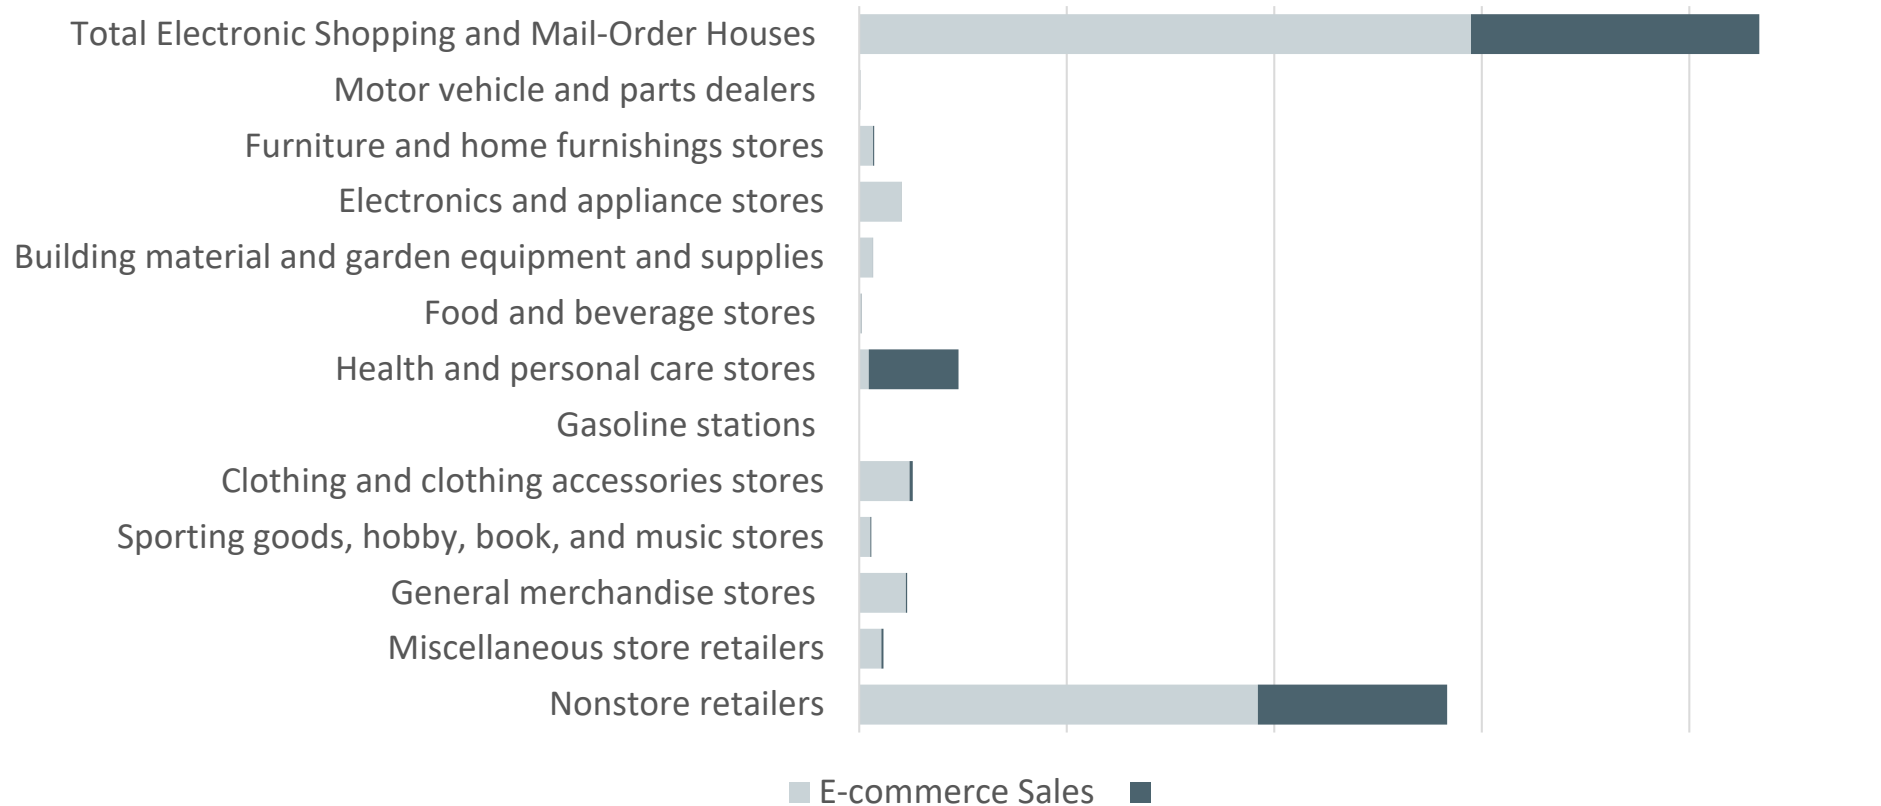 Total Electronic Shopping and Mail-Order Houses
Motor vehicle and parts dealers
Furniture and home furnishings stores
Electronics and appliance stores
Building material and garden equipment and supplies
Food and beverage stores
Health and personal care stores
Gasoline stations
Clothing and clothing accessories stores
Sporting goods, hobby, book, and music stores
General merchandise stores
Miscellaneous store retailers
Nonstore retailers
E-commerce Sales